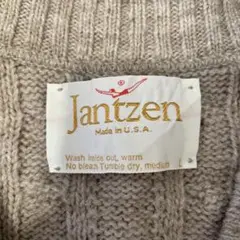 Jantzen
Made in U.S.A.
Wash inside out, warm
No bleach Tumble dry, medium